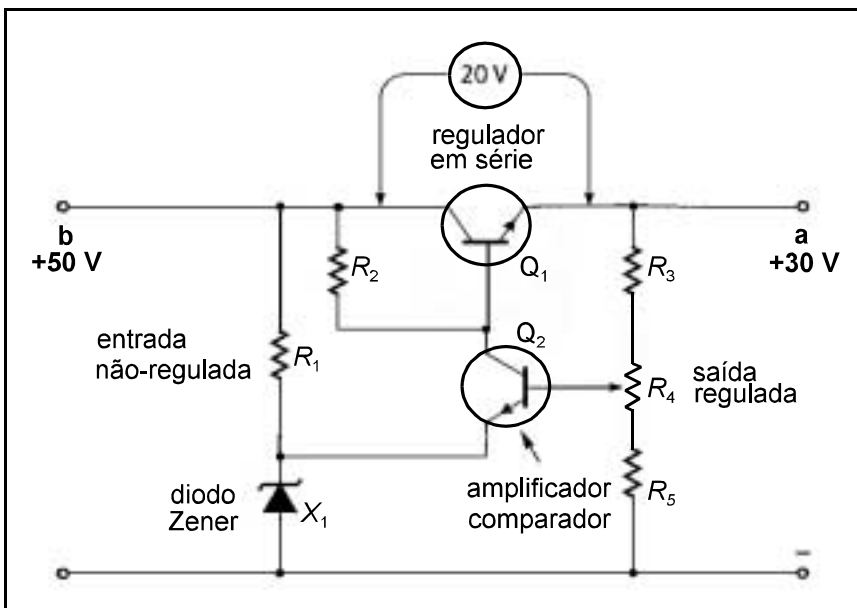 20 V
regulador
em série
b
+50 V
a
+30 V
R2
Q1
R3
entrada
não-regulada
R1
Q2
R4
saída
regulada
diodo
Zener
X1
amplificador
comparador
R5
–